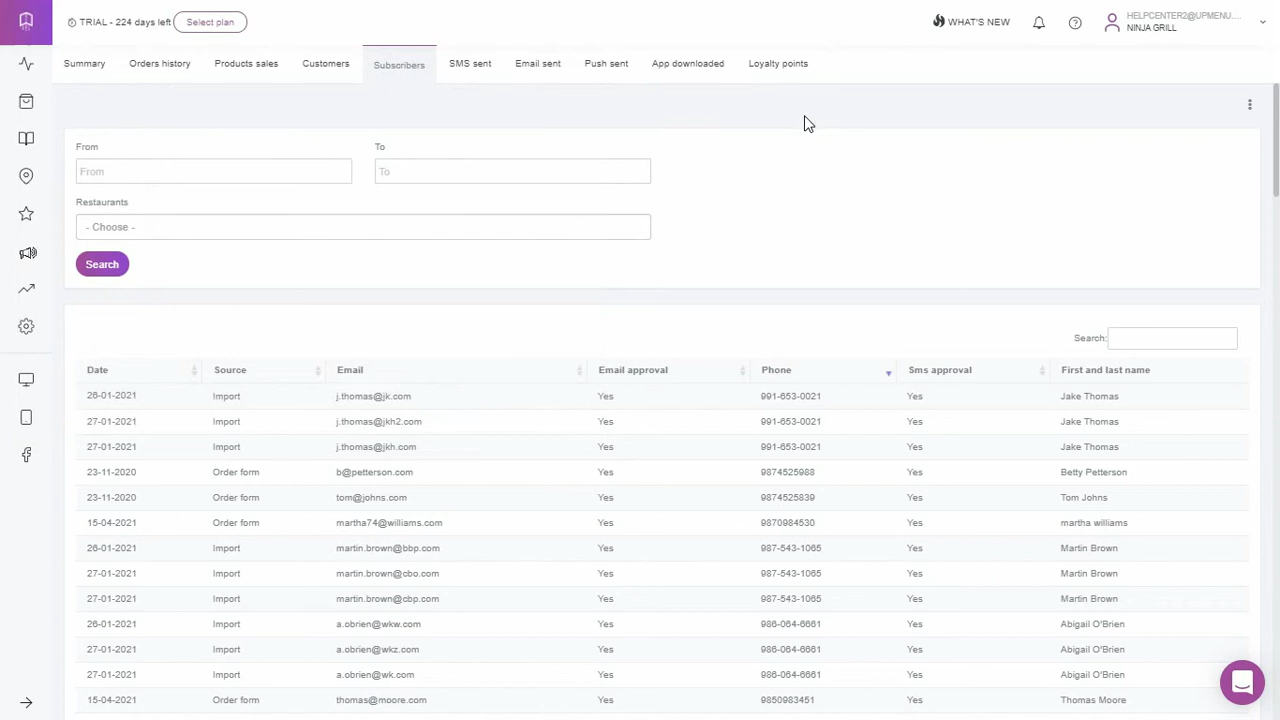 TRIAL - 224 days left Select plan WHAT'S NEW HELPCENTER2@UPMENU....
NINJA GRILL
Summary Orders history Products sales Customers Subscribers SMS sent Email sent Push sent App downloaded Loyalty points
From To
From To
Restaurants
- Choose -
Search
Search:
Date Source Email Email approval Phone Sms approval First and last name
26-01-2021 Import j.thomas@jk.com Yes 991-653-0021 Yes Jake Thomas
27-01-2021 Import j.thomas@jkh2.com Yes 991-653-0021 Yes Jake Thomas
27-01-2021 Import j.thomas@jkh.com Yes 991-653-0021 Yes Jake Thomas
23-11-2020 Order form b@petterson.com Yes 9874525988 Yes Betty Petterson
23-11-2020 Order form tom@johns.com Yes 9874525839 Yes Tom Johns
15-04-2021 Order form martha74@williams.com Yes 9870984530 Yes martha williams
26-01-2021 Import martin.brown@bbp.com Yes 987-543-1065 Yes Martin Brown
27-01-2021 Import martin.brown@cbo.com Yes 987-543-1065 Yes Martin Brown
27-01-2021 Import martin.brown@cbp.com Yes 987-543-1065 Yes Martin Brown
26-01-2021 Import a.obrien@wkw.com Yes 986-064-6661 Yes Abigail O'Brien
27-01-2021 Import a.obrien@wkz.com Yes 986-064-6661 Yes Abigail O'Brien
27-01-2021 Import a.obrien@wk.com Yes 986-064-6661 Yes Abigail O'Brien
15-04-2021 Order form thomas@moore.com Yes 9850983451 Yes Thomas Moore